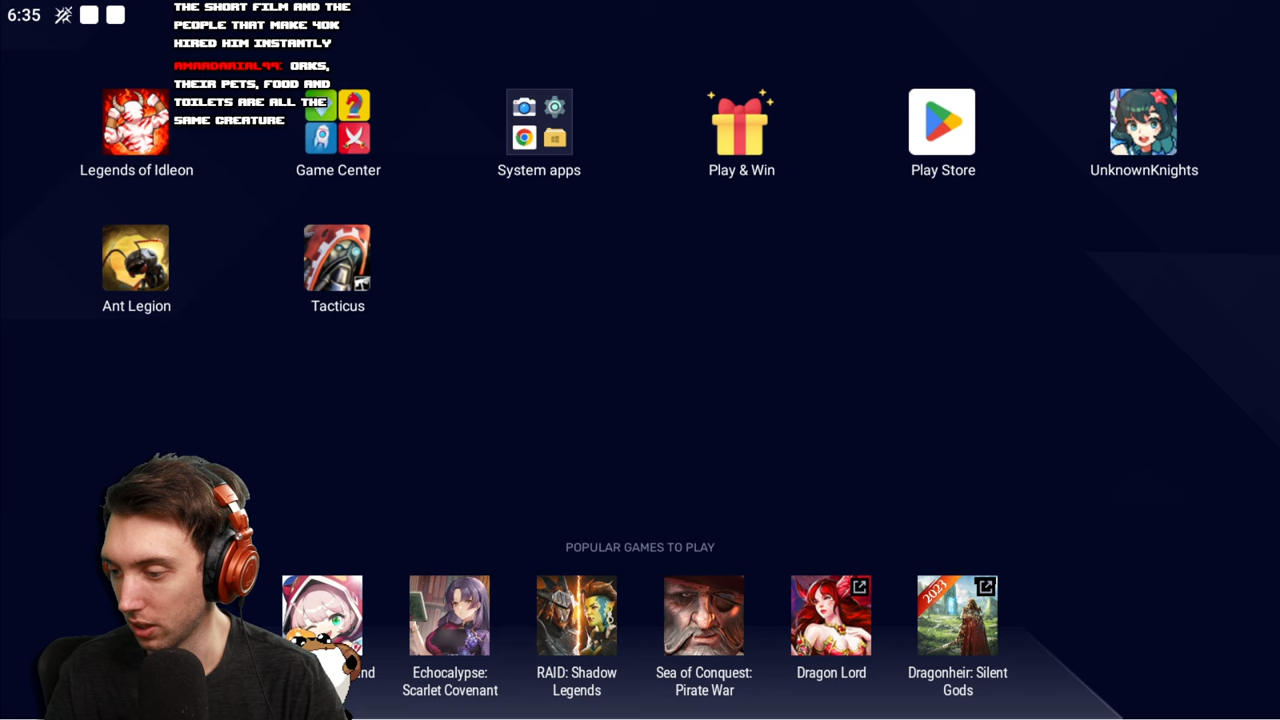 6:35
THE SHORT FILM AND THE
PEOPLE THAT MAKE 40K
HIRED HIM INSTANTLY
AMARDARIAL99: ORKS,
THEIR PETS, FOOD AND
TOILETS ARE ALL THE
SAME CREATURE
Legends of Idleon
Game Center
System apps
Play & Win
Play Store
UnknownKnights
Ant Legion
Tacticus
POPULAR GAMES TO PLAY
2023
nd
Echocalypse:
Scarlet Covenant
RAID: Shadow
Legends
Sea of Conquest:
Pirate War
Dragon Lord
Dragonheir: Silent
Gods